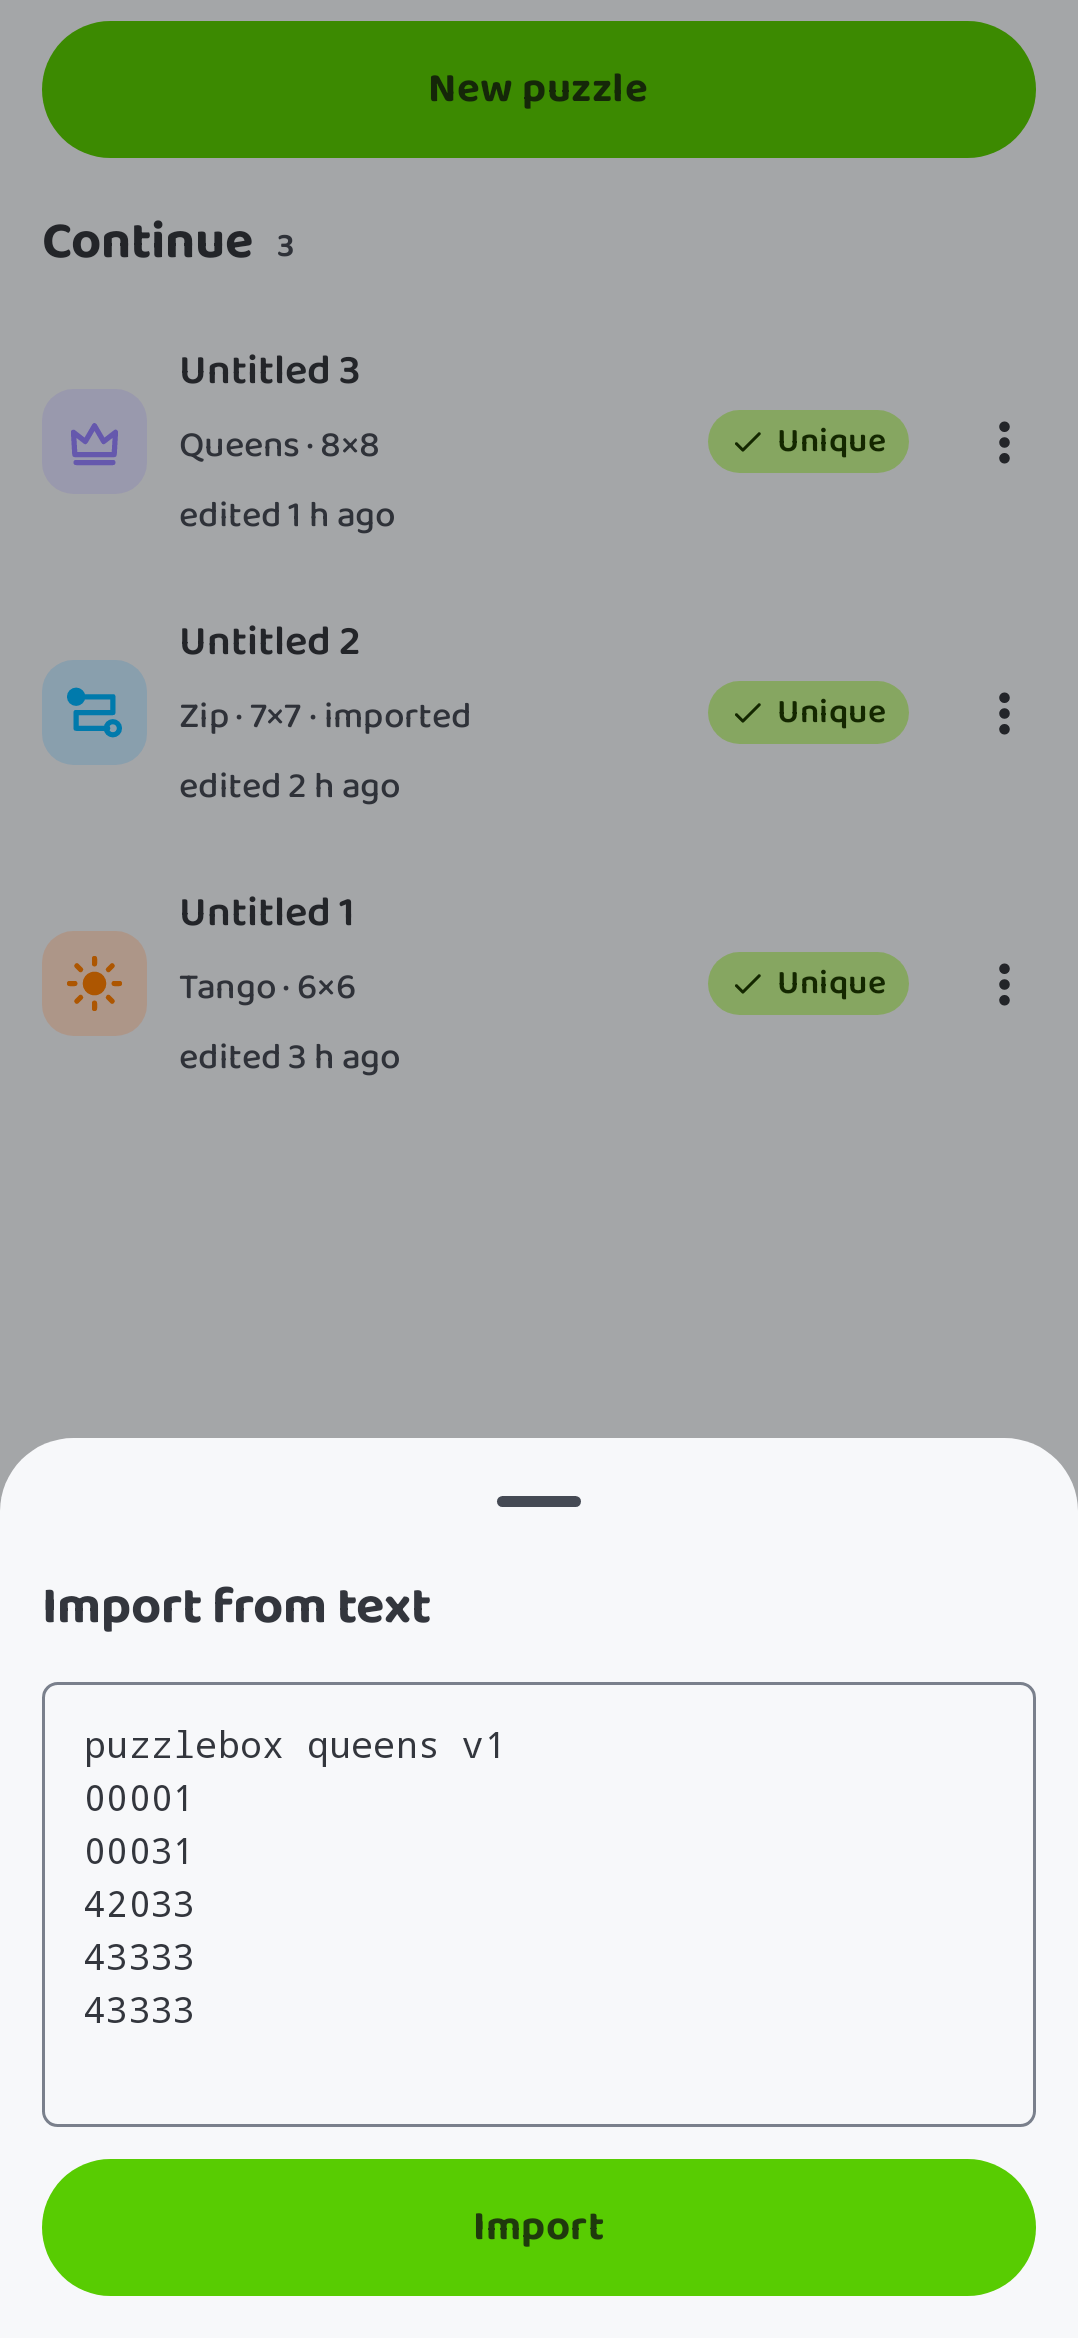 New puzzle
Continue 3
Untitled 3
Queens · 8×8
edited 1 h ago
Unique
Untitled 2
Zip · 7×7 · imported
edited 2 h ago
Unique
Untitled 1
Tango · 6×6
edited 3 h ago
Unique
Import from text
puzzlebox queens v1
00001
00031
42033
43333
43333
Import